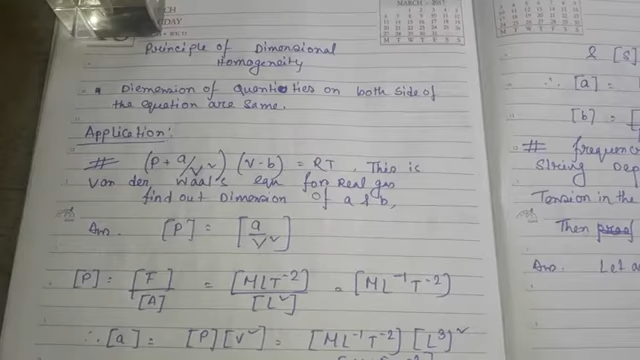 MARCH - 2017
M T W T F S S
Principle of Dimensional
Homogeneity
Diemension of quantities on both side of
the equation are same.
Application:
# (P + a/V²) (V-b) = RT. This is
Van der Waal's eqn for Real gas
find out Dimension of a & b,
Ans. [P] = [a/V²]
[P] : [F]/[A] = [MLT⁻²]/[L²] = [ML⁻¹T⁻²]
∴ [a] = [P][V²] = [ML⁻¹T⁻²] [L³]²
& [S]
∴ [a] =
[b] =
# frequency
String Dep
Tension in the
Then
Ans. Let